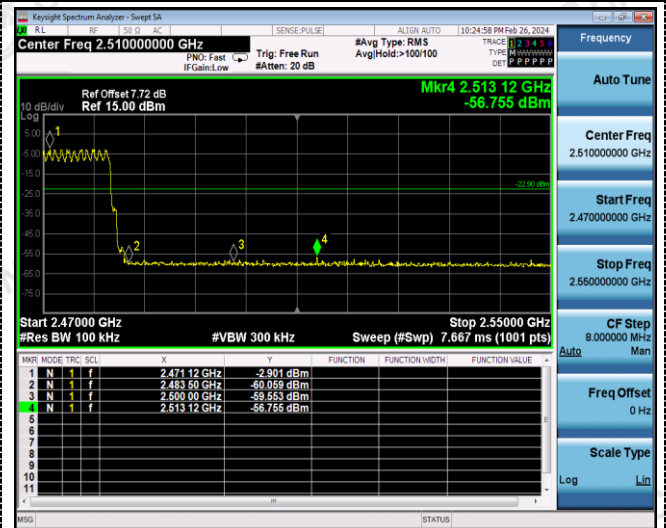 Keysight Spectrum Analyzer - Swept SA
RL RF 50 Ω AC SENSE:PULSE ALIGN AUTO 10:24:58 PM Feb 26, 2024
Center Freq 2.510000000 GHz
PNO: Fast
IFGain:Low
Trig: Free Run
#Atten: 20 dB
#Avg Type: RMS
Avg|Hold:>100/100
TRACE 1 2 3 4 5 6
TYPE M WWWWW
DET P P P P P P
Frequency
Mkr4 2.513 12 GHz
-56.755 dBm
Ref Offset 7.72 dB
10 dB/div Ref 15.00 dBm
Log
5.00
-5.00
-15.0
-25.0
-35.0
-45.0
-55.0
-65.0
-75.0
1
2
3
4
-22.90 dBm
Start 2.47000 GHz
#Res BW 100 kHz
#VBW 300 kHz
Stop 2.55000 GHz
Sweep (#Swp) 7.667 ms (1001 pts)
MKR MODE TRC SCL X Y FUNCTION FUNCTION WIDTH FUNCTION VALUE
1 N 1 f 2.471 12 GHz -2.901 dBm
2 N 1 f 2.483 50 GHz -60.059 dBm
3 N 1 f 2.500 00 GHz -59.553 dBm
4 N 1 f 2.513 12 GHz -56.755 dBm
5
6
7
8
9
10
11
MSG STATUS
Auto Tune
Center Freq
2.510000000 GHz
Start Freq
2.470000000 GHz
Stop Freq
2.550000000 GHz
CF Step
8.000000 MHz
Auto Man
Freq Offset
0 Hz
Scale Type
Log Lin